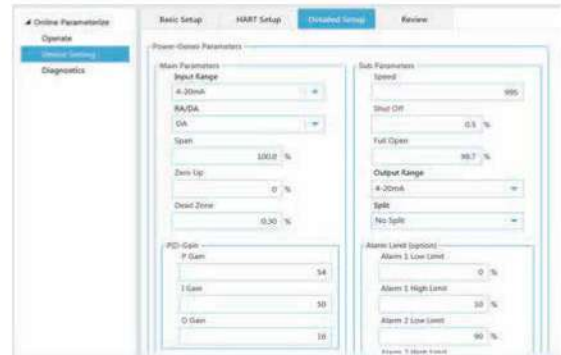 Online Parameterize
Operate
Device Setting
Diagnostics
Basic Setup
HART Setup
Detailed Setup
Review
Main Parameters
Input Range
4-20mA
RA/DA
DA
Span
100.0 %
Zero Up
0 %
Dead Zone
0.30 %
PID-Gain
P Gain
54
I Gain
50
D Gain
10
Sub Parameters
Speed
995
Shut Off
0.5 %
Full Open
99.7 %
Output Range
4-20mA
Split
No Split
Alarm Limit (option)
Alarm 1 Low Limit
0 %
Alarm 1 High Limit
10 %
Alarm 2 Low Limit
90 %
Alarm 2 High Limit